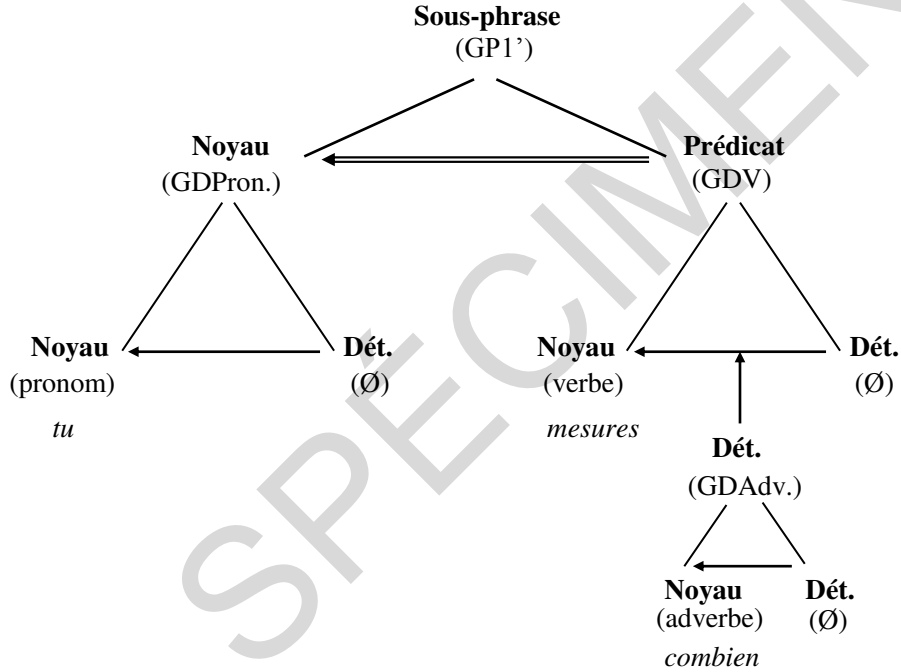 Sous-phrase
(GP1’)
Noyau Prédicat
(GDPron.) (GDV)
Noyau Dét. Noyau Dét.
(pronom) (Ø) (verbe) (Ø)
tu mesures
Dét.
(GDAdv.)
Noyau Dét.
(adverbe) (Ø)
combien
SPÉCIMEN